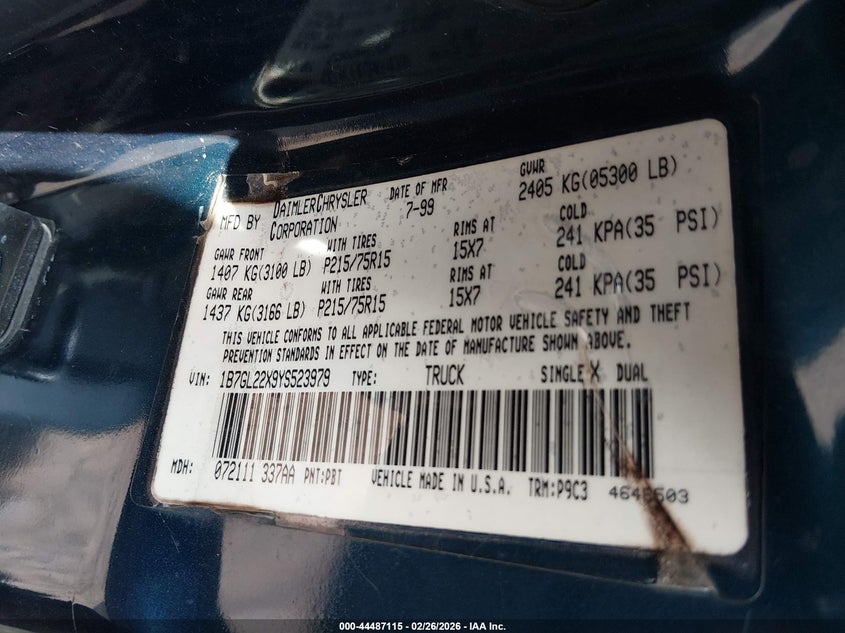 MFD BY DAIMLERCHRYSLER CORPORATION DATE OF MFR 7-99 GVWR 2405 KG(05300 LB)
GAWR FRONT WITH TIRES RIMS AT COLD
1407 KG(3100 LB) P215/75R15 15X7 241 KPA(35 PSI)
GAWR REAR WITH TIRES RIMS AT COLD
1437 KG(3166 LB) P215/75R15 15X7 241 KPA(35 PSI)
THIS VEHICLE CONFORMS TO ALL APPLICABLE FEDERAL MOTOR VEHICLE SAFETY AND THEFT
PREVENTION STANDARDS IN EFFECT ON THE DATE OF MANUFACTURE SHOWN ABOVE.
VIN: 1B7GL22X9YS523979 TYPE: TRUCK SINGLE X DUAL
MDH: 072111 337AA PNT:PBT VEHICLE MADE IN U.S.A. TRM:P9C3
000-44487115 - 02/26/2026 - IAA Inc.